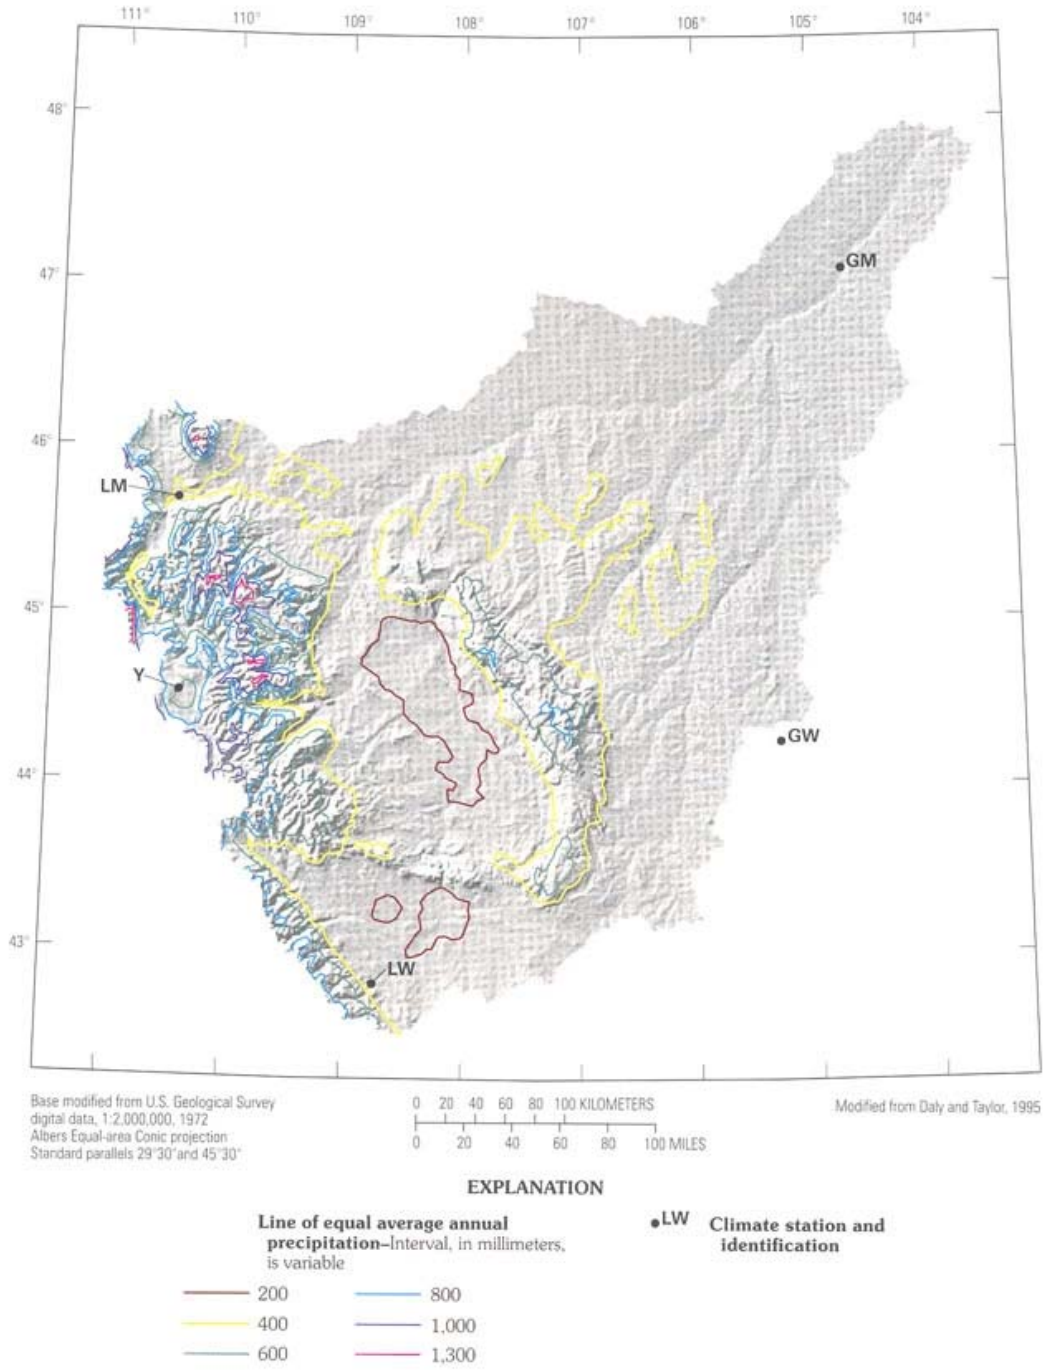 111° 110° 109° 108° 107° 106° 105° 104°
48°
47°
46°
45°
44°
43°
GM
LM
Y
GW
LW
Base modified from U.S. Geological Survey
digital data, 1:2,000,000, 1972
Albers Equal-area Conic projection
Standard parallels 29°30" and 45°30"
0 20 40 60 80 100 KILOMETERS
0 20 40 60 80 100 MILES
Modified from Daly and Taylor, 1995
EXPLANATION
Line of equal average annual
precipitation–Interval, in millimeters,
is variable
200
400
600
800
1,000
1,300
LW Climate station and
identification